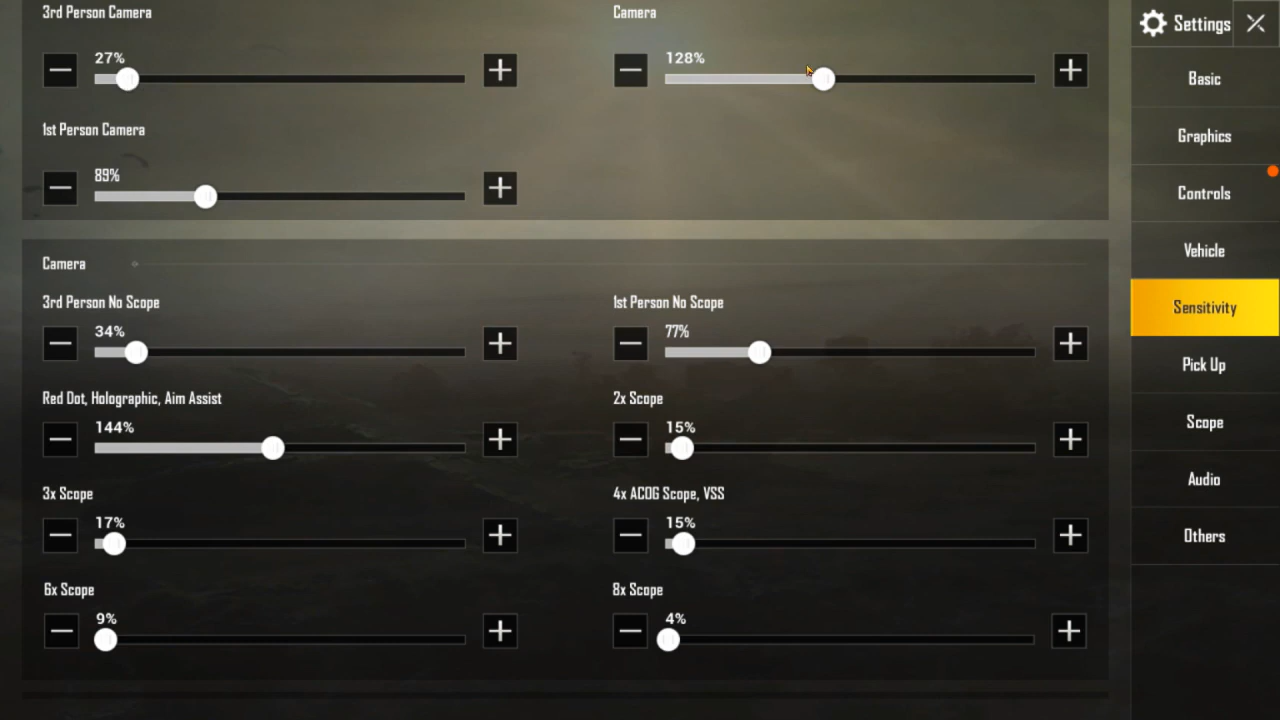 3rd Person Camera
27%
Camera
128%
1st Person Camera
89%
Camera
3rd Person No Scope
34%
1st Person No Scope
77%
Red Dot, Holographic, Aim Assist
144%
2x Scope
15%
3x Scope
17%
4x ACOG Scope, VSS
15%
6x Scope
9%
8x Scope
4%
Settings
Basic
Graphics
Controls
Vehicle
Sensitivity
Pick Up
Scope
Audio
Others